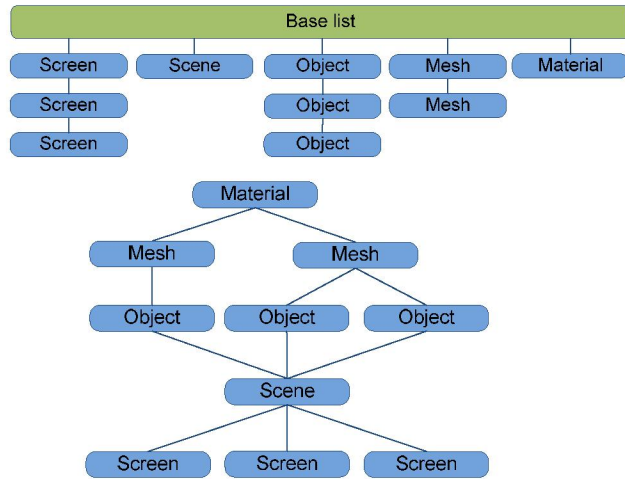 Base list
Screen Scene Object Mesh Material
Screen Object Mesh
Screen Object
Material
Mesh Mesh
Object Object Object
Scene
Screen Screen Screen